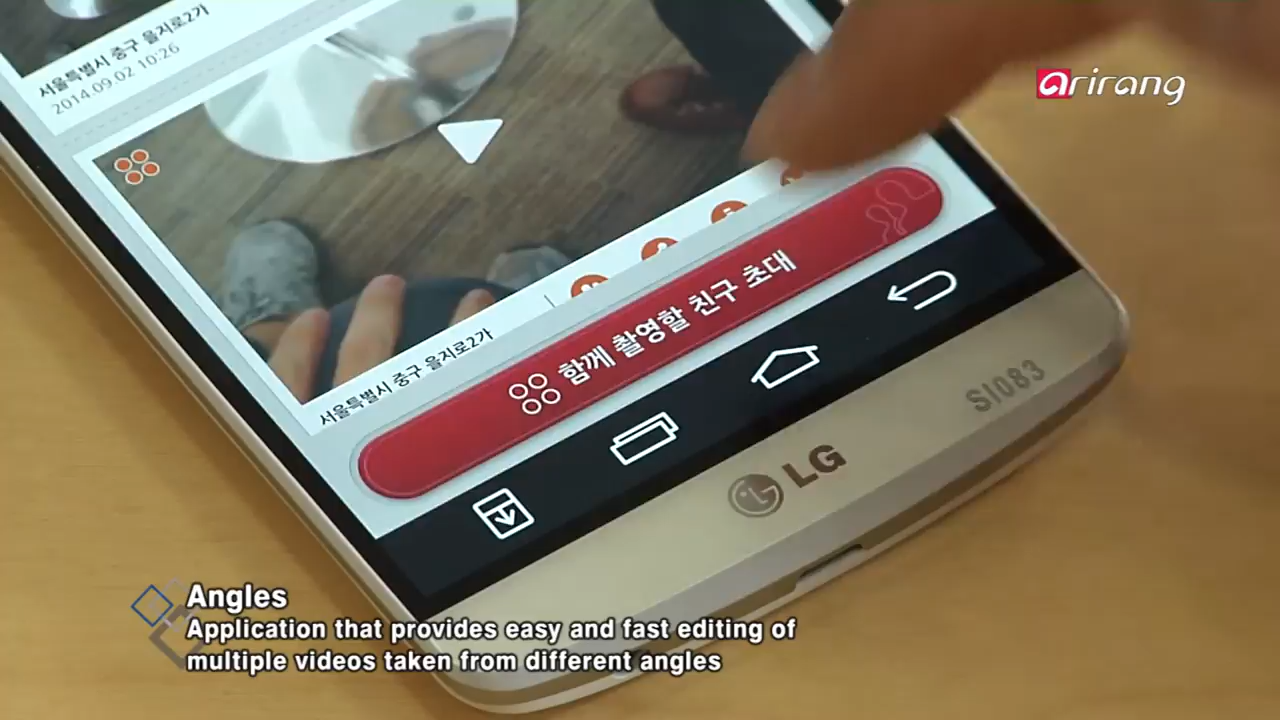 서울특별시 중구 을지로2가
2014.09.02 10:26
arirang
서울특별시 중구 을지로2가
함께 촬영할 친구 초대
SI083
LG
Angles
Application that provides easy and fast editing of
multiple videos taken from different angles